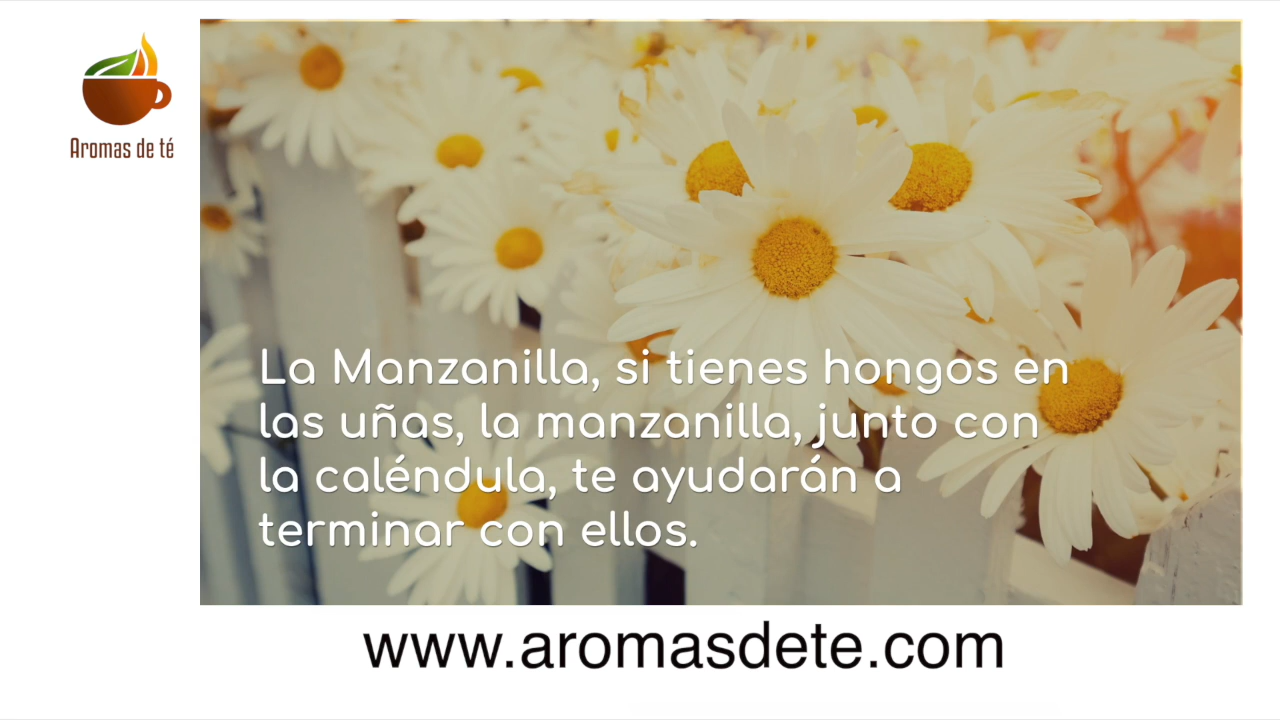 Aromas de té
La Manzanilla, si tienes hongos en
las uñas, la manzanilla, junto con
la caléndula, te ayudarán a
terminar con ellos.
www.aromasdete.com